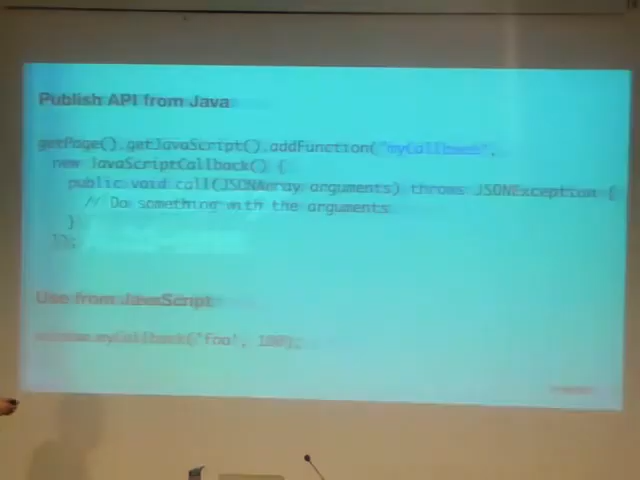 Publish API from Java
getPage().getJavaScript().addFunction("myCallback",
new JavaScriptCallback() {
public void call(JSONArray arguments) throws JSONException {
// Do something with the arguments
}
});
Use from JavaScript
window.myCallback('foo', 100);